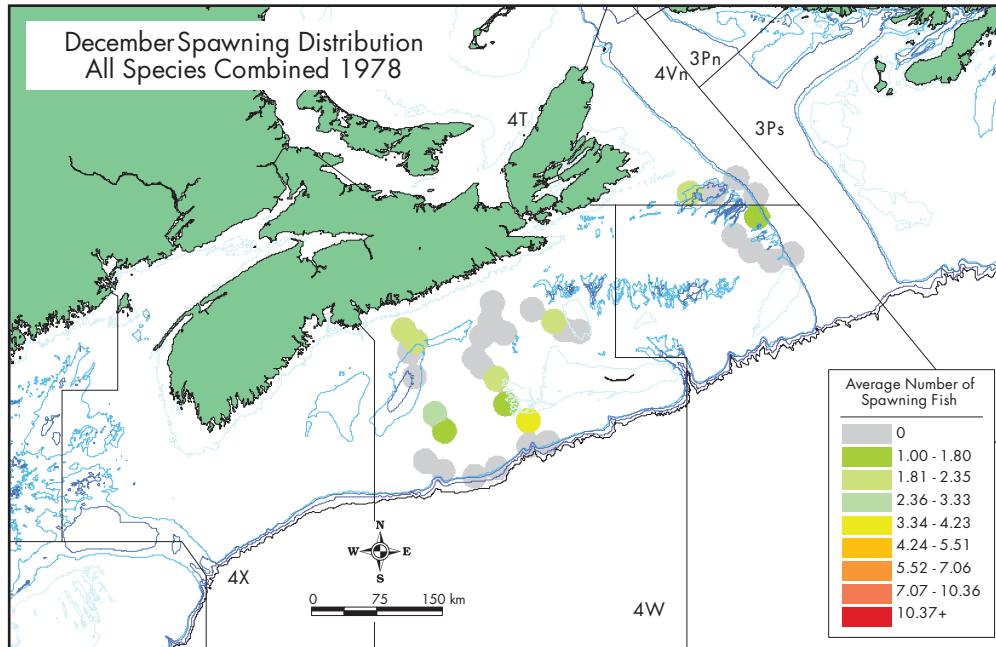 December Spawning Distribution
All Species Combined 1978
3Pn
4Vn
4T
3Ps
Average Number of
Spawning Fish
0
1.00 - 1.80
1.81 - 2.35
2.36 - 3.33
3.34 - 4.23
4.24 - 5.51
5.52 - 7.06
7.07 - 10.36
10.37+
N
W E
S
4X
0 75 150 km
4W